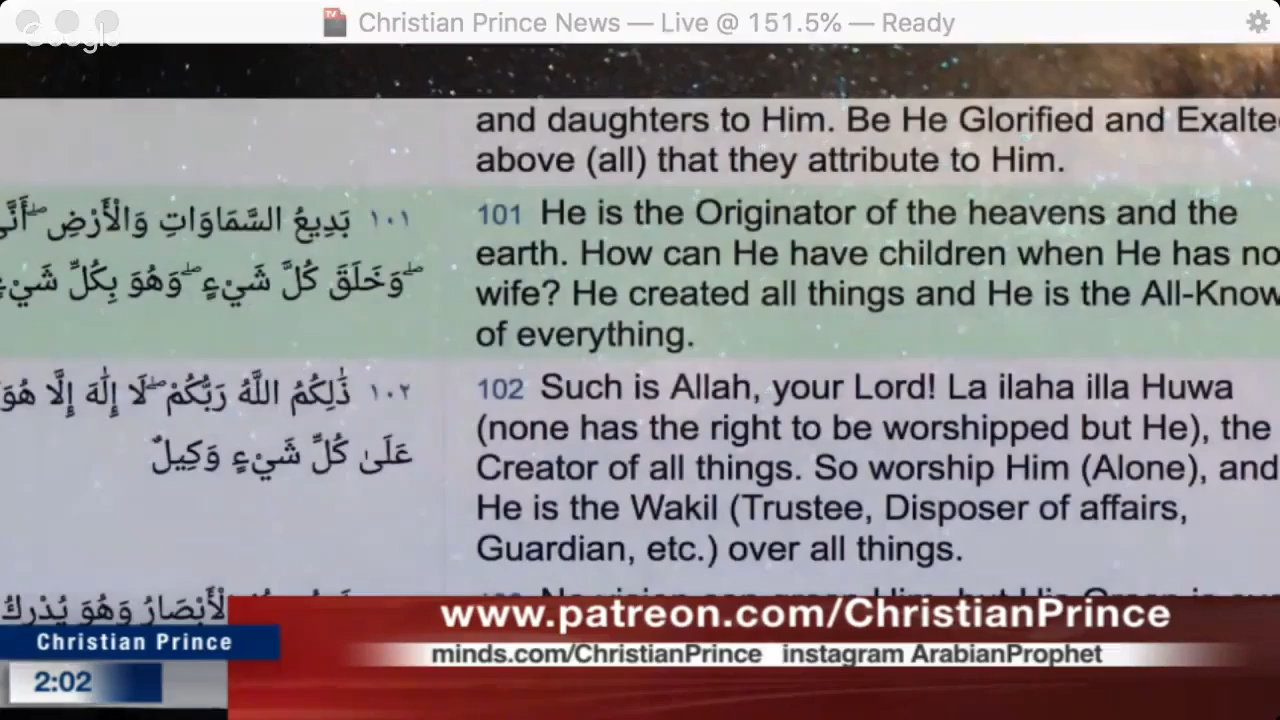 Christian Prince News — Live @ 151.5% — Ready
Google
and daughters to Him. Be He Glorified and
above (all) that they attribute to Him.
١٠١ بَدِيعُ السَّمَاوَاتِ وَالْأَرْضِ ۖ أَنَّىٰ
ۖ وَخَلَقَ كُلَّ شَيْءٍ ۖ وَهُوَ بِكُلِّ شَيْءٍ
101 He is the Originator of the heavens and the
earth. How can He have children when He has no
wife? He created all things and He is the
of everything.
١٠٢ ذَٰلِكُمُ اللَّهُ رَبُّكُمْ ۖ لَا إِلَٰهَ إِلَّا هُوَ
عَلَىٰ كُلِّ شَيْءٍ وَكِيلٌ
102 Such is Allah, your Lord! La ilaha illa Huwa
(none has the right to be worshipped but He), the
Creator of all things. So worship Him (Alone), and
He is the Wakil (Trustee, Disposer of affairs,
Guardian, etc.) over all things.
الْأَبْصَارُ وَهُوَ يُدْرِكُ
www.patreon.com/ChristianPrince
Christian Prince
minds.com/ChristianPrince instagram ArabianProphet
2:02